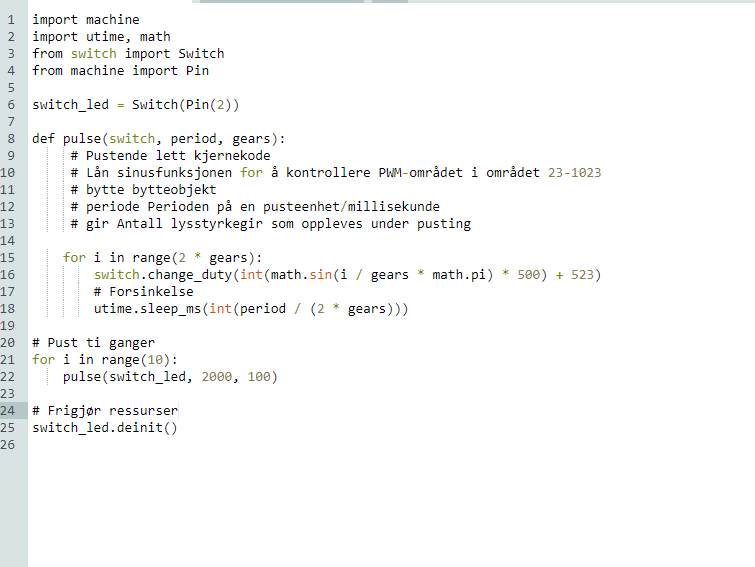 1 import machine
2 import utime, math
3 from switch import Switch
4 from machine import Pin
5
6 switch_led = Switch(Pin(2))
7
8 def pulse(switch, period, gears):
9 # Pustende lett kjernekode
10 # Lån sinusfunksjonen for å kontrollere PWM-området i området 23-1023
11 # bytte bytteobjekt
12 # periode Perioden på en pusteenhet/millisekunde
13 # gir Antall lysstyrkegir som oppleves under pusting
14
15 for i in range(2 * gears):
16 switch.change_duty(int(math.sin(i / gears * math.pi) * 500) + 523)
17 # Forsinkelse
18 utime.sleep_ms(int(period / (2 * gears)))
19
20 # Pust ti ganger
21 for i in range(10):
22 pulse(switch_led, 2000, 100)
23
24 # Frigjør ressurser
25 switch_led.deinit()
26